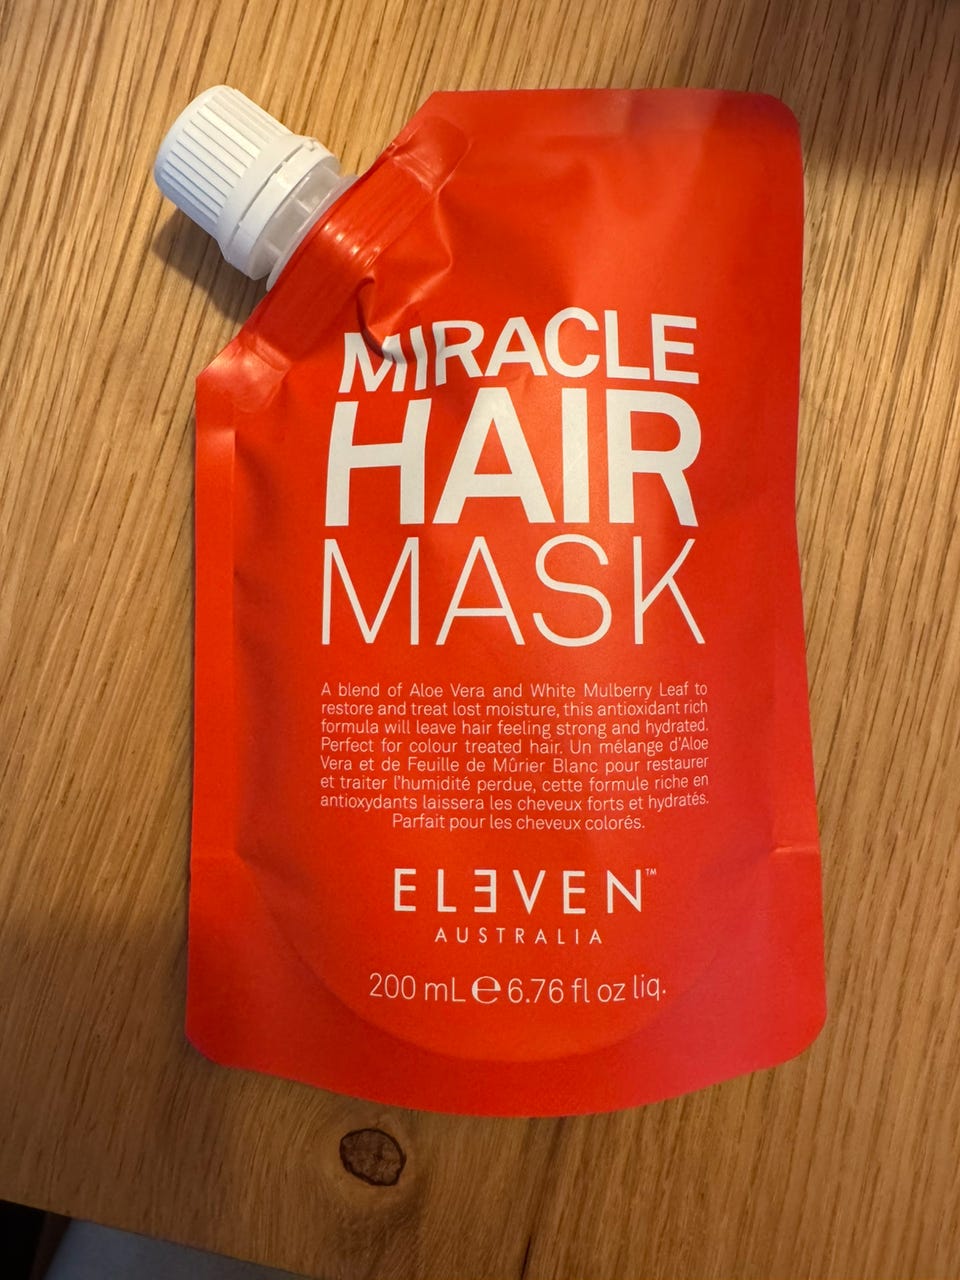 MIRACLE
HAIR
MASK
A blend of Aloe Vera and White Mulberry Leaf to
restore and treat lost moisture, this antioxidant rich
formula will leave hair feeling strong and hydrated.
Perfect for colour treated hair. Un mélange d'Aloe
Vera et de Feuille de Mûrier Blanc pour restaurer
et traiter l'humidité perdue, cette formule riche en
antioxydants laissera les cheveux forts et hydratés.
Parfait pour les cheveux colorés.
ELEVEN™
AUSTRALIA
200 mL ℮ 6.76 fl oz liq.